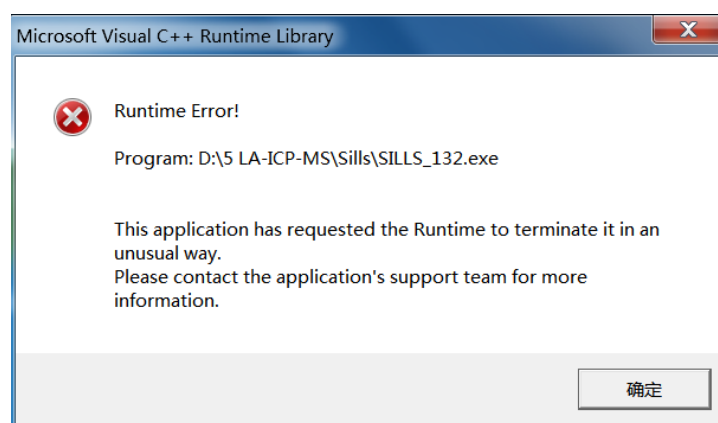 Microsoft Visual C++ Runtime Library
Runtime Error!
Program: D:\5 LA-ICP-MS\Sills\SILLS_132.exe
This application has requested the Runtime to terminate it in an
unusual way.
Please contact the application's support team for more
information.
确定